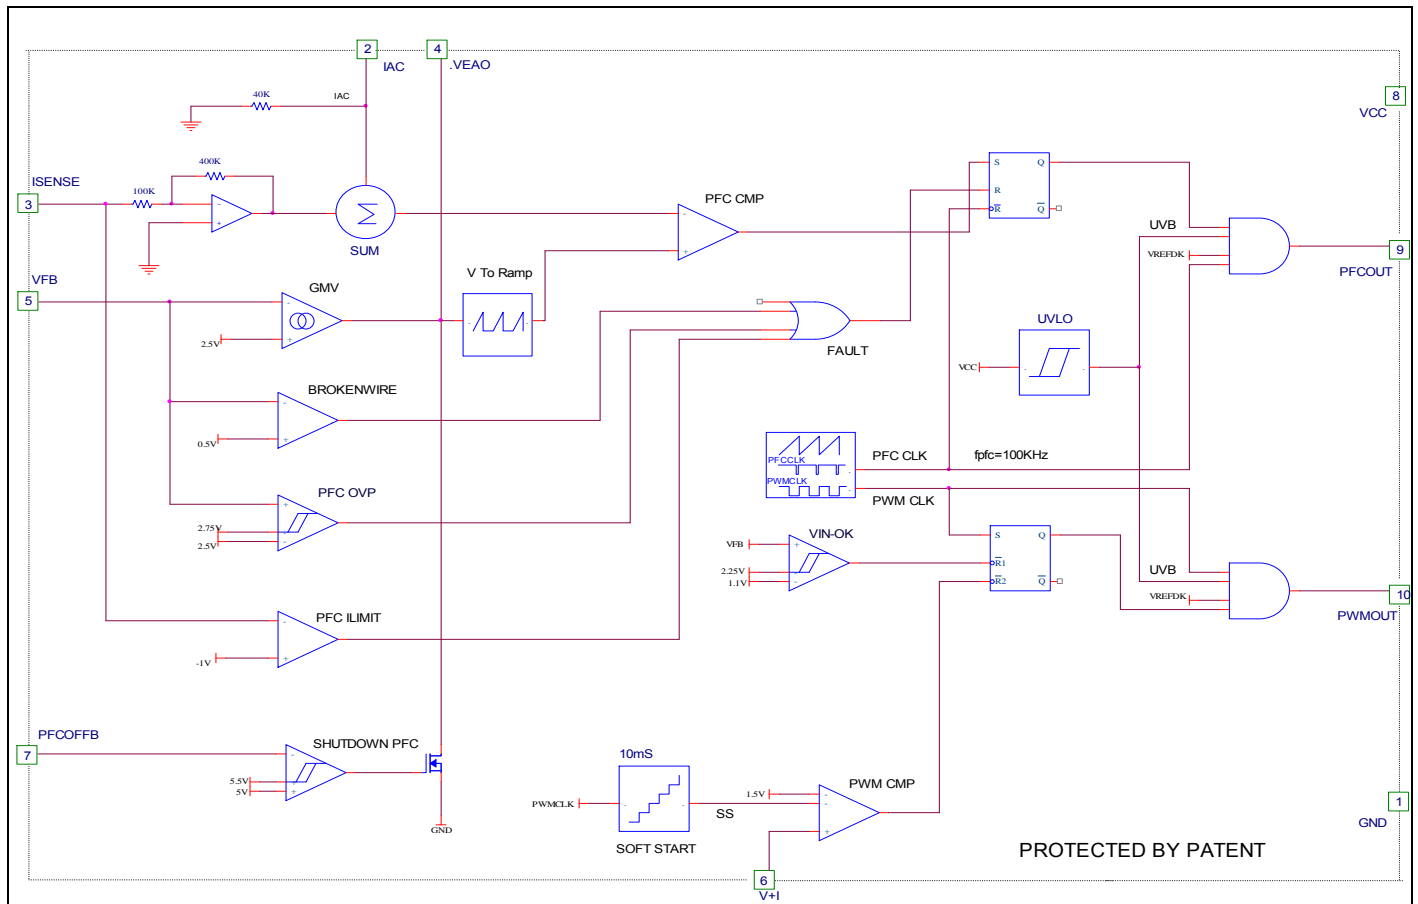 2
IAC
4
.VEAO
40K
IAC
8
VCC
400K
ISENSE
3
100K
-
+
Σ
SUM
PFC CMP
-
+
S
Q
R
R
Q
UVB
VREFDK
9
PFCOUT
VFB
5
GMV
-
+
2.5V
V To Ramp
FAULT
UVLO
VCC
BROKENWIRE
-
+
0.5V
PFCCLK
PWMCLK
PFC CLK
fpfc=100KHz
PWM CLK
PFC OVP
+
-
2.75V
2.5V
VIN-OK
VFB
+
2.25V
1.1V
-
S
Q
R1
R2
Q
UVB
VREFDK
10
PWMOUT
PFC ILIMIT
-
+
-1V
PFCOFFB
7
SHUTDOWN PFC
-
5.5V
5V
+
GND
10mS
PWMCLK
SS
SOFT START
1.5V
PWM CMP
-
-
+
1
GND
PROTECTED BY PATENT
6
V+I